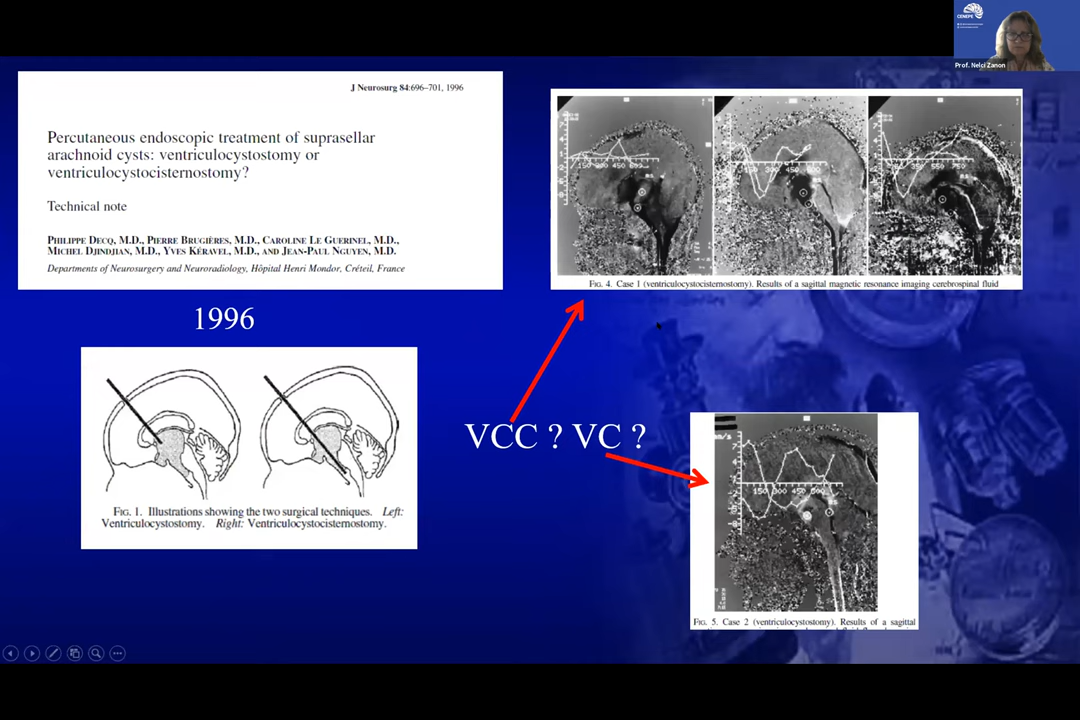 CENEPE
Prof. Nelci Zanon
J Neurosurg 84:696–701, 1996
Percutaneous endoscopic treatment of suprasellar
arachnoid cysts: ventriculocystostomy or
ventriculocystocisternostomy?
Technical note
PHILIPPE DECQ, M.D., PIERRE BRUGIÈRES, M.D., CAROLINE LE GUERINEL, M.D.,
MICHEL DJINDJIAN, M.D., YVES KÉRAVEL, M.D., AND JEAN-PAUL NGUYEN, M.D.
Departments of Neurosurgery and Neuroradiology, Hôpital Henri Mondor, Créteil, France
FIG. 4. Case 1 (ventriculocystocisternostomy). Results of a sagittal magnetic resonance imaging cerebrospinal fluid
1996
FIG. 1. Illustrations showing the two surgical techniques. Left:
Ventriculocystostomy. Right: Ventriculocystocisternostomy.
VCC ? VC ?
150 300 450 600
FIG. 5. Case 2 (ventriculocystostomy). Results of a sagittal